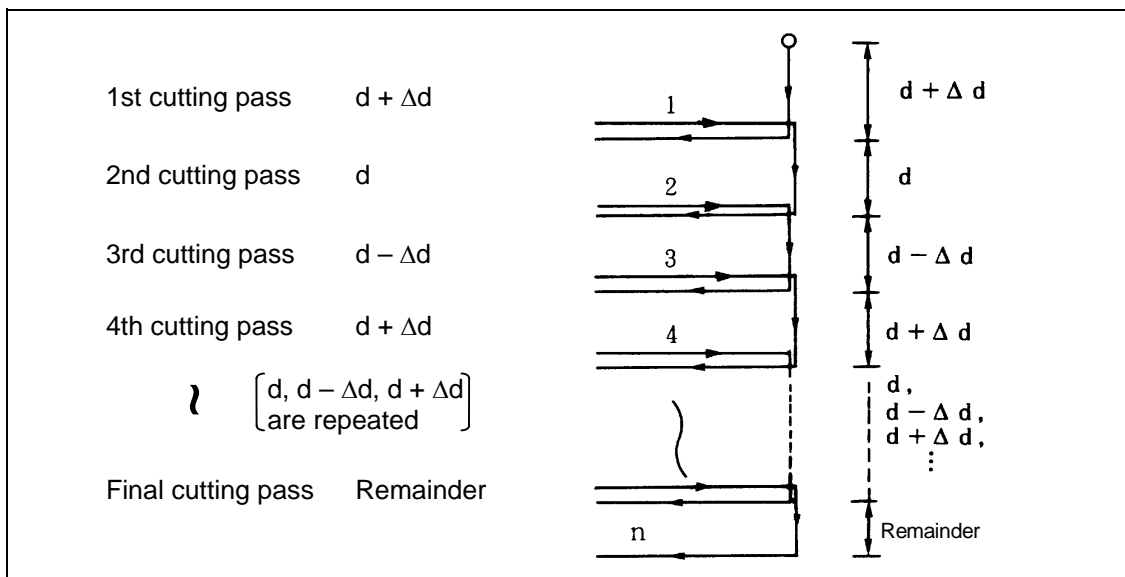 1st cutting pass d + Δd
2nd cutting pass d
3rd cutting pass d – Δd
4th cutting pass d + Δd
~ d, d – Δd, d + Δd
are repeated
Final cutting pass Remainder
1
2
3
4
n
d + Δ d
d
d − Δ d
d + Δ d
d,
d − Δ d,
d + Δ d,
⋮
Remainder